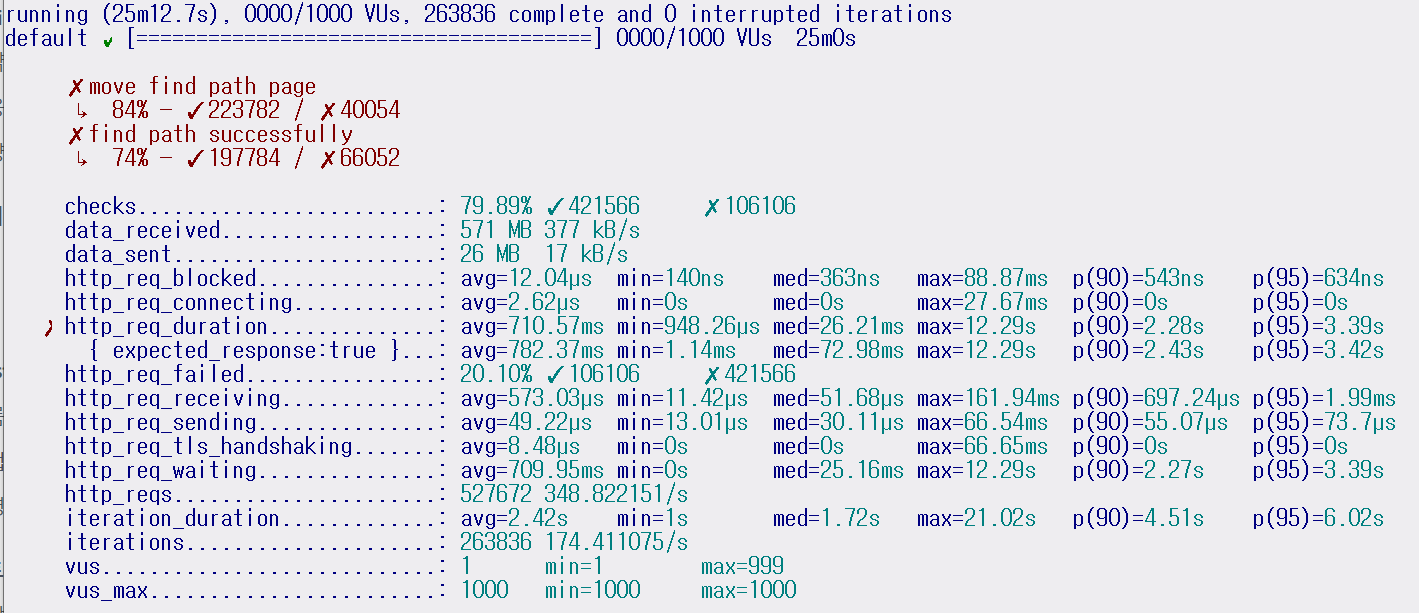 running (25m12.7s), 0000/1000 VUs, 263836 complete and 0 interrupted iterations
default ✓ [======================================] 0000/1000 VUs  25m0s
✗ move find path page
↳  84% — ✓ 223782 / ✗ 40054
✗ find path successfully
↳  74% — ✓ 197784 / ✗ 66052
checks.........................: 79.89% ✓ 421566     ✗ 106106
data_received..................: 571 MB 377 kB/s
data_sent......................: 26 MB  17 kB/s
http_req_blocked...............: avg=12.04µs  min=140ns    med=363ns   max=88.87ms  p(90)=543ns    p(95)=634ns
http_req_connecting............: avg=2.62µs   min=0s       med=0s      max=27.67ms  p(90)=0s       p(95)=0s
✗ http_req_duration..............: avg=710.57ms min=948.26µs med=26.21ms max=12.29s   p(90)=2.28s    p(95)=3.39s
{ expected_response:true }...: avg=782.37ms min=1.14ms   med=72.98ms max=12.29s   p(90)=2.43s    p(95)=3.42s
http_req_failed................: 20.10% ✓ 106106     ✗ 421566
http_req_receiving.............: avg=573.03µs min=11.42µs  med=51.68µs max=161.94ms p(90)=697.24µs p(95)=1.99ms
http_req_sending...............: avg=49.22µs  min=13.01µs  med=30.11µs max=66.54ms  p(90)=55.07µs  p(95)=73.7µs
http_req_tls_handshaking.......: avg=8.48µs   min=0s       med=0s      max=66.65ms  p(90)=0s       p(95)=0s
http_req_waiting...............: avg=709.95ms min=0s       med=25.16ms max=12.29s   p(90)=2.27s    p(95)=3.39s
http_reqs......................: 527672 348.822151/s
iteration_duration.............: avg=2.42s    min=1s       med=1.72s   max=21.02s   p(90)=4.51s    p(95)=6.02s
iterations.....................: 263836 174.411075/s
vus............................: 1      min=1        max=999
vus_max........................: 1000   min=1000     max=1000